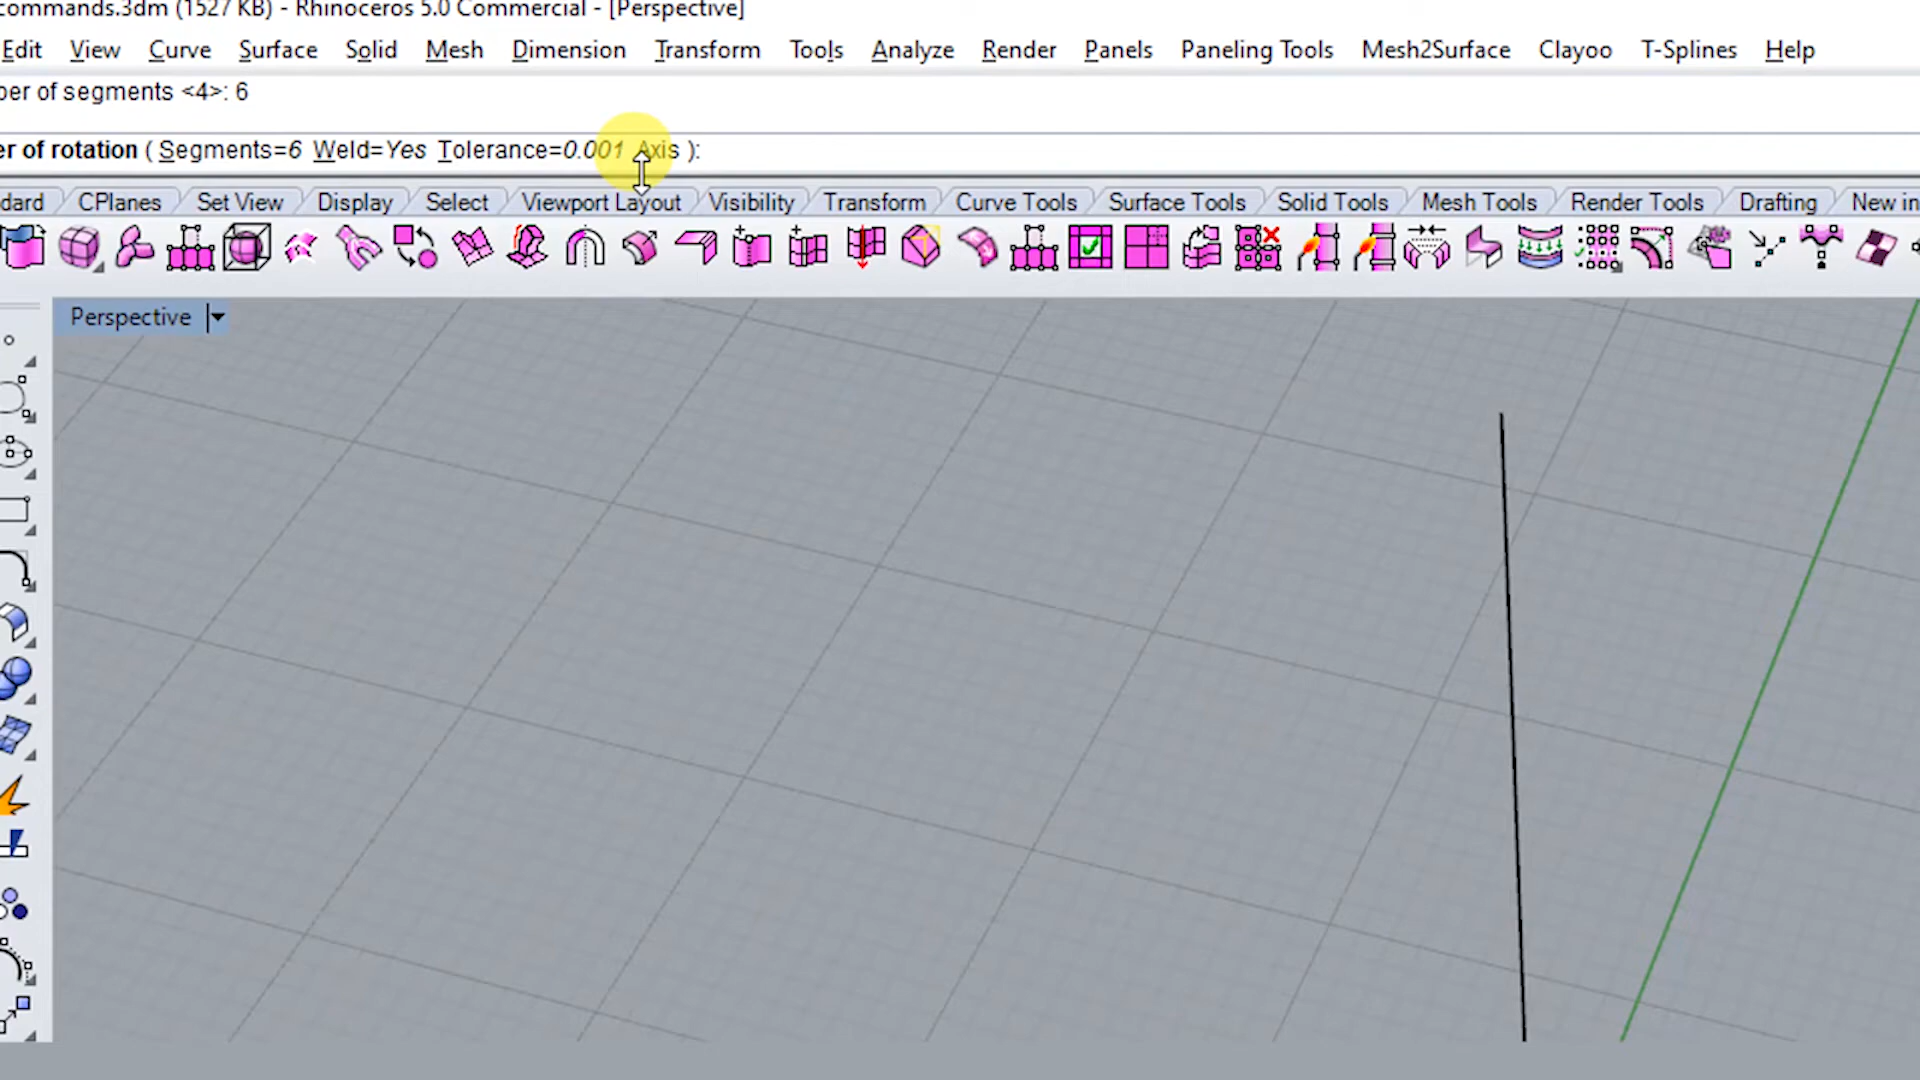 commands.3dm (1527 KB) - Rhinoceros 5.0 Commercial - [Perspective]
Edit View Curve Surface Solid Mesh Dimension Transform Tools Analyze Render Panels Paneling Tools Mesh2Surface Clayoo T-Splines Help
ber of segments <4>: 6
er of rotation ( Segments=6 Weld=Yes Tolerance=0.001 Axis ):
dard CPlanes Set View Display Select Viewport Layout Visibility Transform Curve Tools Surface Tools Solid Tools Mesh Tools Render Tools Drafting New in
Perspective